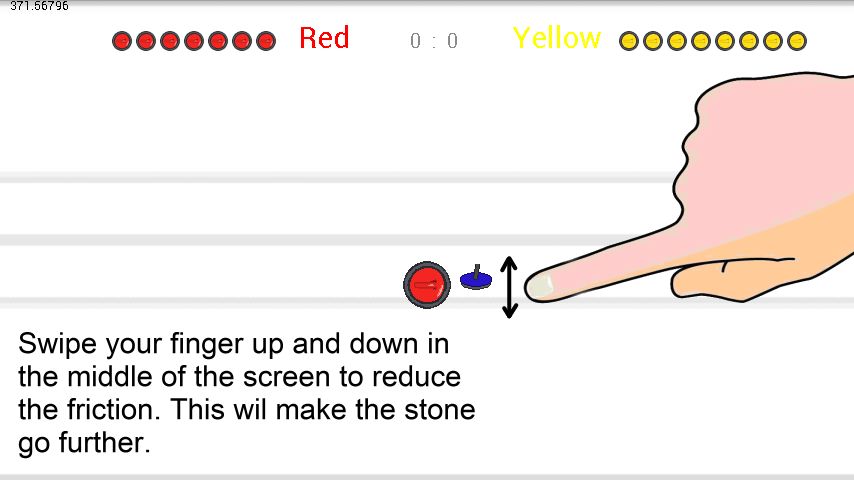 371.56796
Red 0 : 0 Yellow
Swipe your finger up and down in
the middle of the screen to reduce
the friction. This wil make the stone
go further.